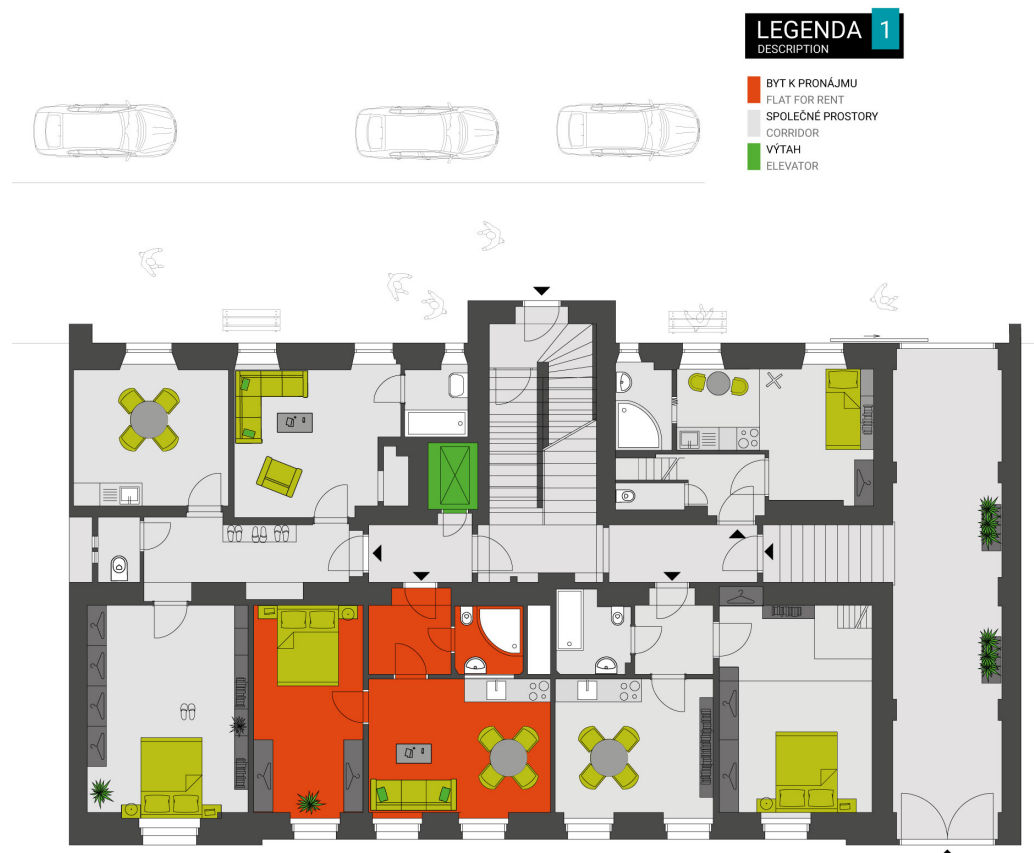 LEGENDA 1
DESCRIPTION
BYT K PRONÁJMU
FLAT FOR RENT
SPOLEČNÉ PROSTORY
CORRIDOR
VÝTAH
ELEVATOR